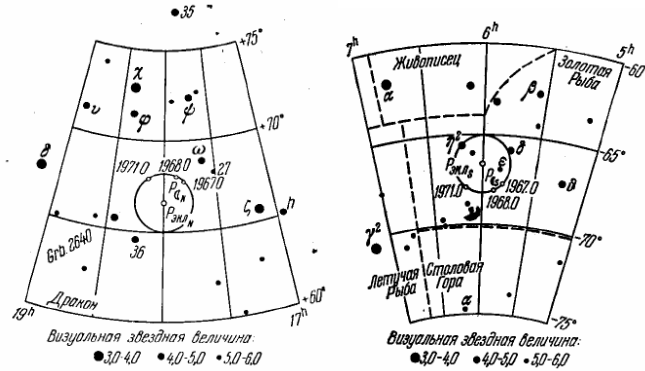 35
+75°
χ
υ
φ
ψ
+70°
δ
ω
27
1971.0
1968.0
1967.0
ζ
h
Grb. 2640
36
Дракон
+60°
19ʰ
17ʰ
Визуальная звездная величина:
3,0-4,0 4,0-5,0 5,0-6,0
7ʰ
6ʰ
5ʰ
-60
Живописец
Золотая
Рыба
α
β
-65°
η²
δ
Pэклs
ε
1971.0
1967.0
1968.0
γ²
-70°
Летучая
Рыба
Столовая
Гора
α
-75°
Визуальная звездная величина:
3,0-4,0 4,0-5,0 5,0-6,0